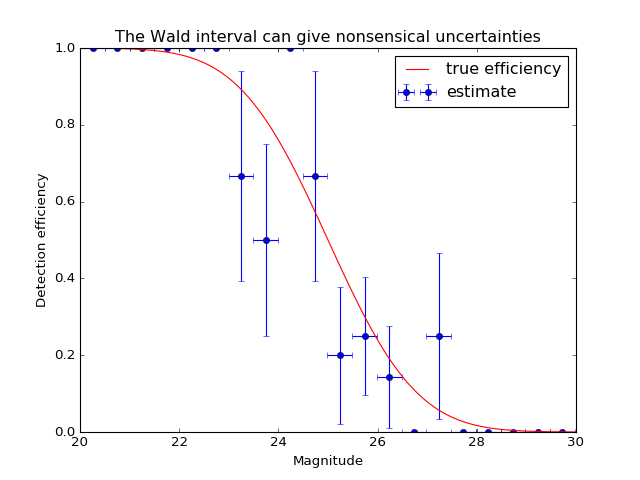 The Wald interval can give nonsensical uncertainties
1.0
0.8
0.6
0.4
0.2
0.0
Detection efficiency
true efficiency
estimate
20 22 24 26 28 30
Magnitude